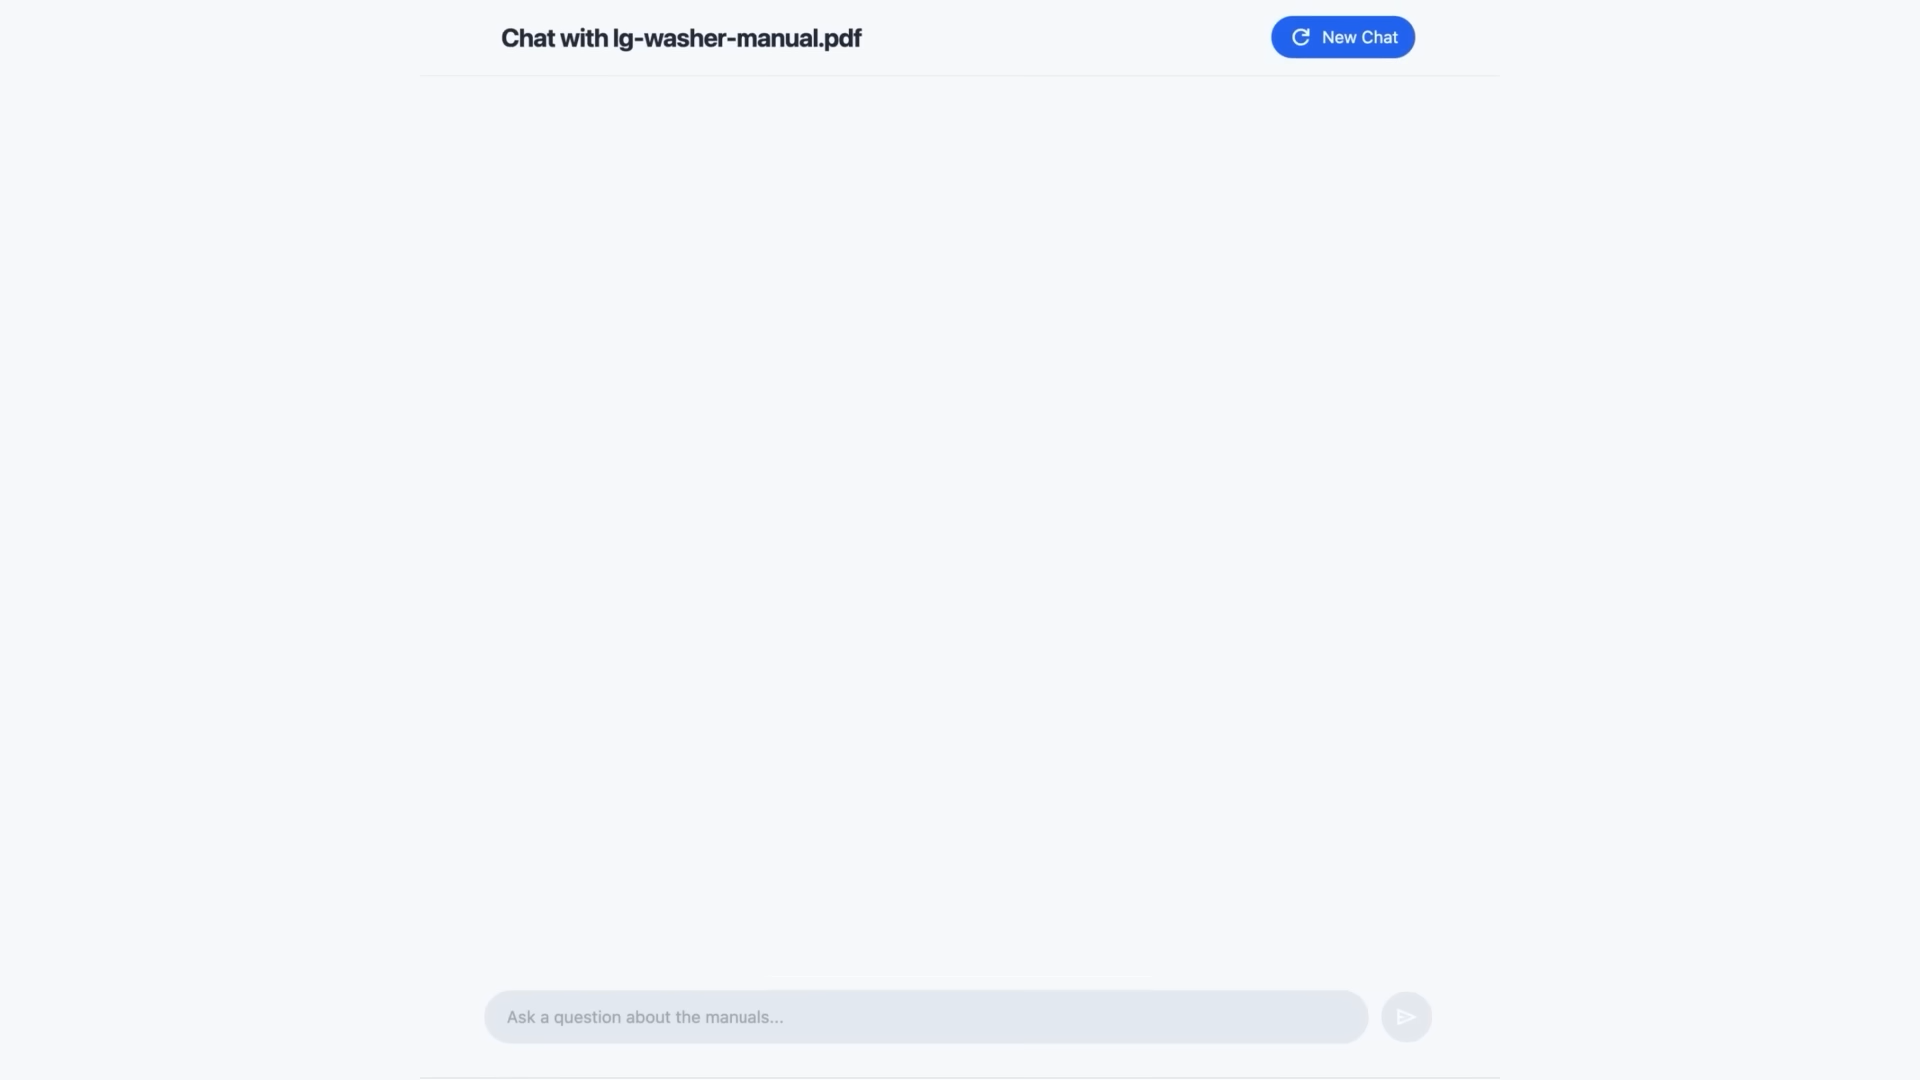 Chat with lg-washer-manual.pdf
New Chat
Ask a question about the manuals...